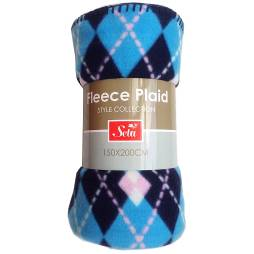 Fleece Plaid
STYLE COLLECTION
Seta
150X200CM